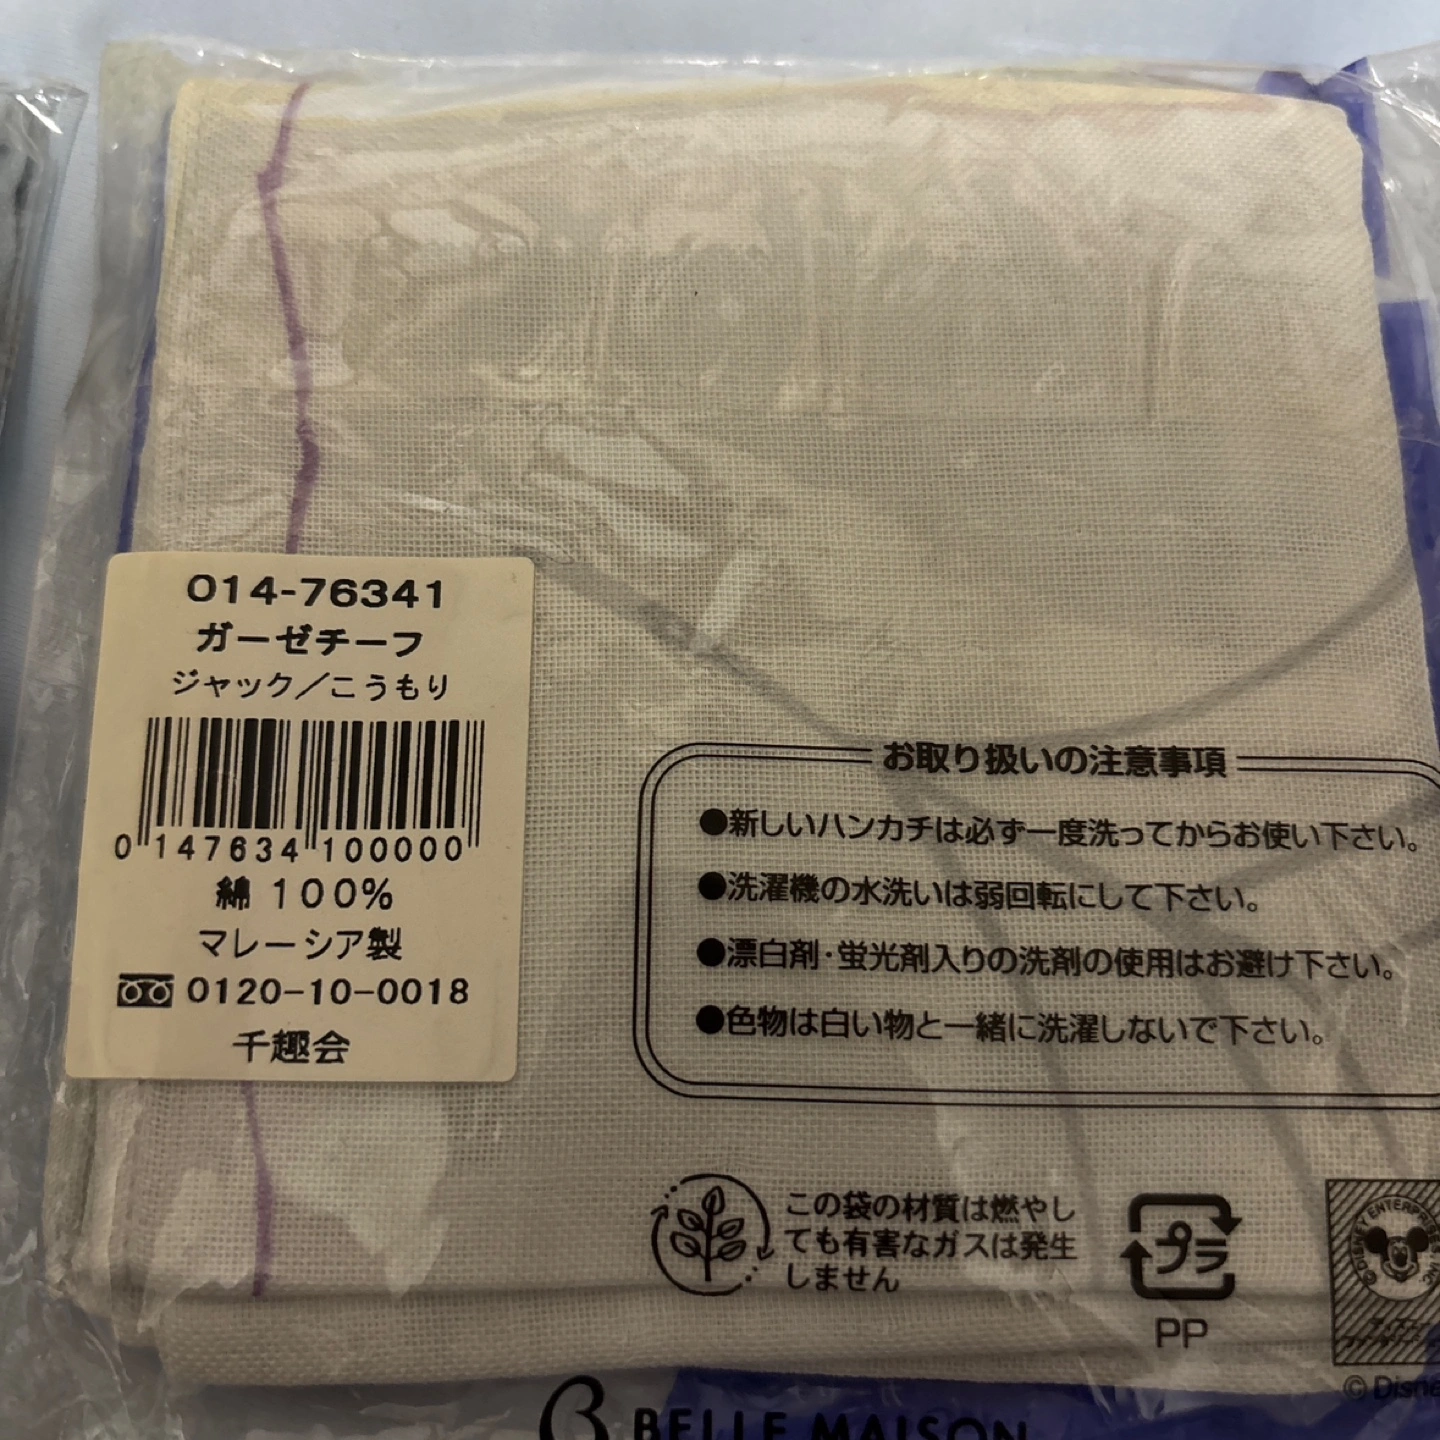 014-76341
ガーゼチーフ
ジャック／こうもり
0 147634 100000
綿 100%
マレーシア製
0120-10-0018
千趣会
お取り扱いの注意事項
●新しいハンカチは必ず一度洗ってからお使い下さい。
●洗濯機の水洗いは弱回転にして下さい。
●漂白剤・蛍光剤入りの洗剤の使用はお避け下さい。
●色物は白い物と一緒に洗濯しないで下さい。
この袋の材質は燃やし
ても有害なガスは発生
しません
プラ
PP
©DISNEY ENTERPRISES, INC
©Disne
BELLE MAISON